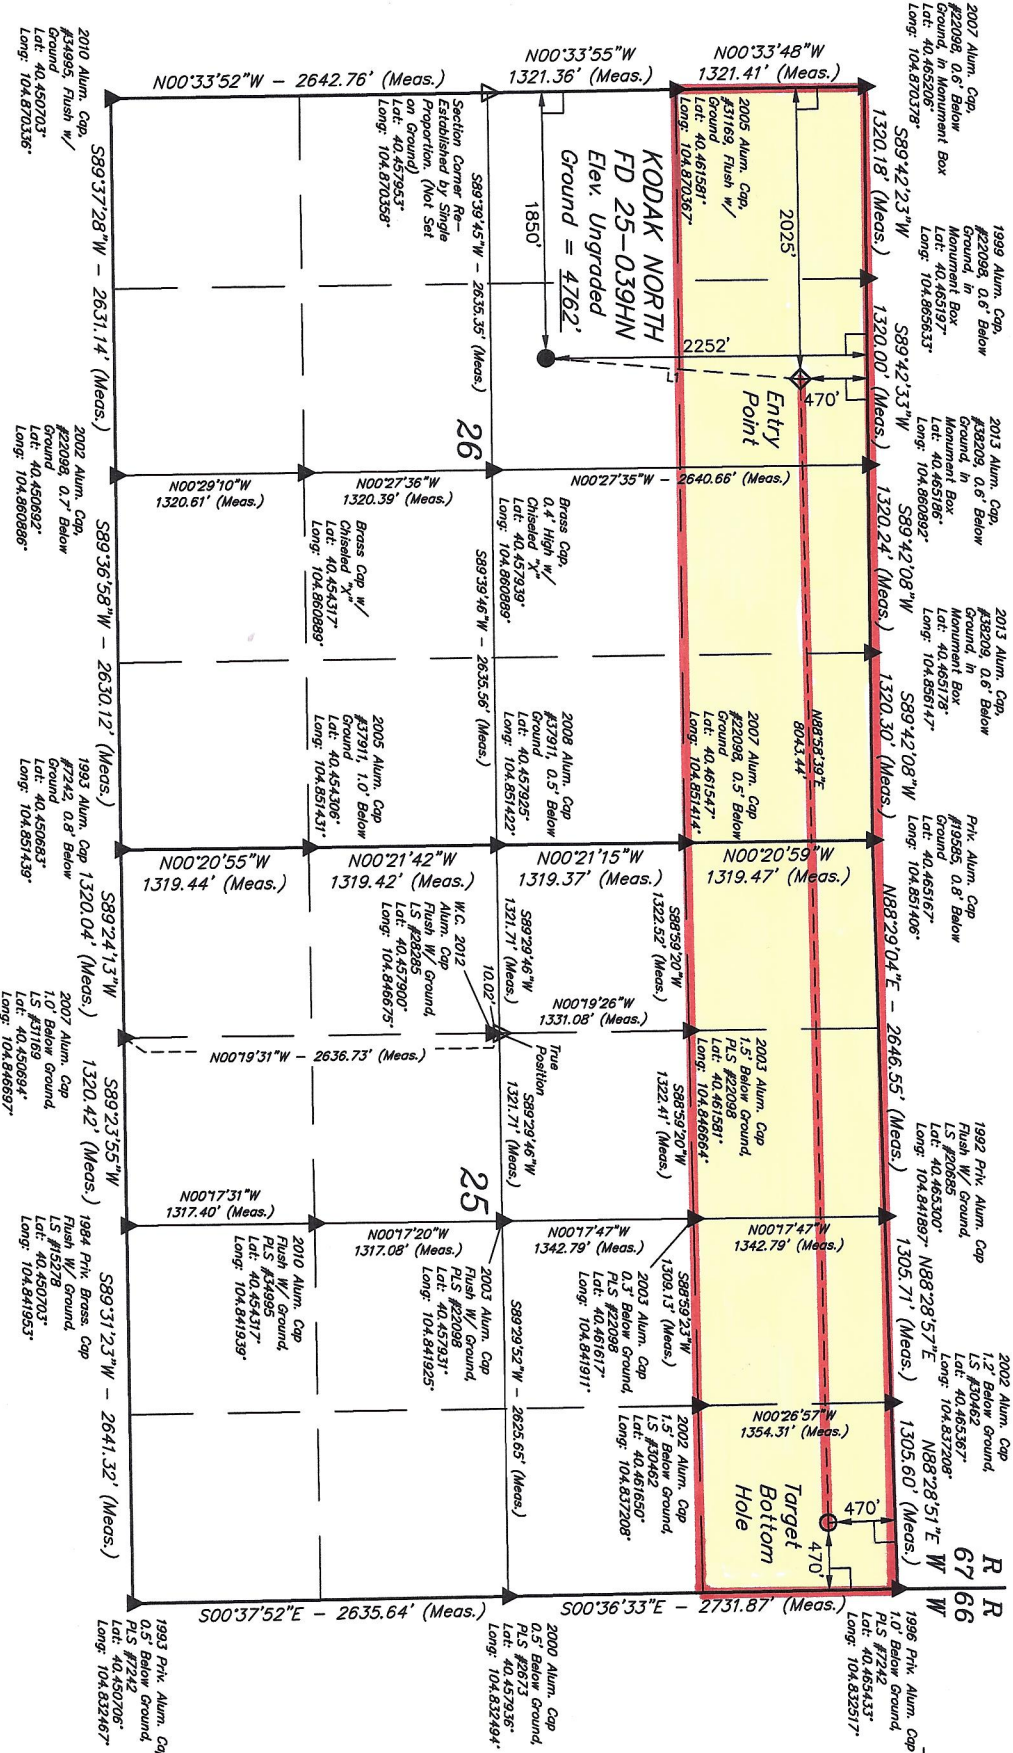 2007 Alum. Cap,
#22098, 0.6' Below
Ground, in Monument Box
Lat: 40.465206°
Long: 104.870378°
S89°42'23"W
1320.18' (Meas.)
1999 Alum. Cap,
#22098, 0.6' Below
Ground, in
Monument Box
Lat: 40.465197°
Long: 104.865633°
S89°42'33"W
1320.00' (Meas.)
2013 Alum. Cap,
#38209, 0.6' Below
Ground, in
Monument Box
Lat: 40.465186°
Long: 104.860892°
S89°42'08"W
1320.24' (Meas.)
2013 Alum. Cap,
#38209, 0.6' Below
Ground, in
Monument Box
Lat: 40.465178°
Long: 104.856147°
S89°42'08"W
1320.30' (Meas.)
Priv. Alum. Cap
#19585, 0.8' Below
Ground
Lat: 40.465167°
Long: 104.851406°
N88°29'04"E - 2646.55' (Meas.)
1992 Priv. Alum. Cap
Flush W/ Ground,
LS #20685
Lat: 40.465300°
Long: 104.841897°
N88°28'57"E
1305.71' (Meas.)
2002 Alum. Cap
1.2' Below Ground,
LS #30462
Lat: 40.465367°
Long: 104.837208°
N88°28'51"E
1305.60' (Meas.)
R R
67 66
W W
1996 Priv. Alum. Cap
1.0' Below Ground,
PLS #7242
Lat: 40.465433°
Long: 104.832517°
N00°33'48"W
1321.41' (Meas.)
2025'
470'
Entry
Point
N88°58'39"E
8043.44'
N00°20'59"W
1319.47' (Meas.)
N00°17'47"W
1342.79' (Meas.)
N00°26'57"W
1354.31' (Meas.)
Target
Bottom
Hole
470'
470'
2005 Alum. Cap,
#31169, Flush w/
Ground
Lat: 40.461581°
Long: 104.870367°
2007 Alum. Cap
#22098, 0.5' Below
Ground
Lat: 40.461547°
Long: 104.851414°
2003 Alum. Cap
1.5' Below Ground,
PLS #22098
Lat: 40.461581°
Long: 104.846664°
N00°33'55"W
1321.36' (Meas.)
KODAK NORTH
FD 25-039HN
Elev. Ungraded
Ground = 4762'
1850'
2252'
L1
N00°27'35"W - 2640.66' (Meas.)
N00°21'15"W
1319.37' (Meas.)
S88°59'20"W
1322.52' (Meas.)
N00°19'26"W
1331.08' (Meas.)
S88°59'20"W
1322.41' (Meas.)
N00°17'47"W
1342.79' (Meas.)
S88°59'23"W
1309.13' (Meas.)
2003 Alum. Cap
0.3' Below Ground,
PLS #22098
Lat: 40.461617°
Long: 104.841911°
2002 Alum. Cap
1.5' Below Ground,
LS #30462
Lat: 40.461650°
Long: 104.837208°
S00°36'33"E - 2731.87' (Meas.)
Brass Cap,
0.4' High w/
Chiseled "X"
Lat: 40.457939°
Long: 104.860889°
2008 Alum. Cap
#37911, 0.5' Below
Ground
Lat: 40.457925°
Long: 104.851422°
S89°39'45"W - 2635.35' (Meas.)
26
S89°39'46"W - 2635.56' (Meas.)
S89°29'46"W
1321.71' (Meas.)
10.02'
True
Position
S89°29'46"W
1321.71' (Meas.)
25
S89°29'52"W - 2625.65' (Meas.)
2000 Alum. Cap
0.5' Below Ground,
PLS #2673
Lat: 40.457936°
Long: 104.832494°
Section Corner Re-
Established by Single
Proportion. (Not Set
on Ground)
Lat: 40.457953°
Long: 104.870358°
N00°33'52"W - 2642.76' (Meas.)
N00°27'36"W
1320.39' (Meas.)
N00°21'42"W
1319.42' (Meas.)
W.C. 2012
Alum. Cap
Flush W/ Ground,
LS #28285
Lat: 40.457900°
Long: 104.846675°
N00°19'31"W - 2636.73' (Meas.)
N00°17'20"W
1317.08' (Meas.)
2003 Alum. Cap
Flush W/ Ground,
PLS #22098
Lat: 40.457931°
Long: 104.841925°
Brass Cap w/
Chiseled "X"
Lat: 40.454317°
Long: 104.860889°
2005 Alum. Cap
#37911, 1.0' Below
Ground
Lat: 40.454306°
Long: 104.851431°
2010 Alum. Cap
Flush W/ Ground,
PLS #34995
Lat: 40.454317°
Long: 104.841939°
S00°37'52"E - 2635.64' (Meas.)
N00°29'10"W
1320.61' (Meas.)
N00°20'55"W
1319.44' (Meas.)
N00°17'31"W
1317.40' (Meas.)
2010 Alum. Cap,
#34995, Flush w/
Ground
Lat: 40.450703°
Long: 104.870336°
S89°37'28"W - 2631.14' (Meas.)
2002 Alum. Cap,
#22098, 0.7' Below
Ground
Lat: 40.450692°
Long: 104.860886°
S89°36'58"W - 2630.12' (Meas.)
1993 Alum. Cap
#7242, 0.8' Below
Ground
Lat: 40.450683°
Long: 104.851439°
S89°24'13"W
1320.04' (Meas.)
2007 Alum. Cap
1.0' Below Ground,
LS #31169
Lat: 40.450694°
Long: 104.846697°
S89°23'55"W
1320.42' (Meas.)
1984 Priv. Brass. Cap
Flush W/ Ground,
LS #15278
Lat: 40.450703°
Long: 104.841953°
S89°31'23"W - 2641.32' (Meas.)
1993 Priv. Alum. Ca
0.5' Below Ground,
PLS #7242
Lat: 40.450706°
Long: 104.832467°